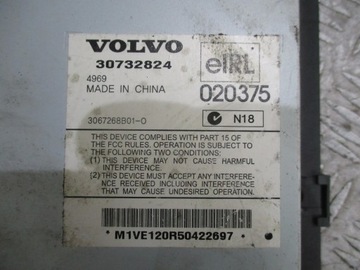 VOLVO
30732824
4969
MADE IN CHINA
eIRL
020375
3067268B01-O
N18
THIS DEVICE COMPLIES WITH PART 15 OF
THE FCC RULES. OPERATION IS SUBJECT TO
THE FOLLOWING TWO CONDITIONS:
(1) THIS DEVICE MAY NOT CAUSE HARMFUL
INTERFERENCE.
(2) THIS DEVICE MUST ACCEPT ANY INTERFERE-
ENCE RECEIVED INCLUDING INTERFERENCE THAT
MAY CAUSE UNDESIRED OPERATION.
M1VE120R50422697